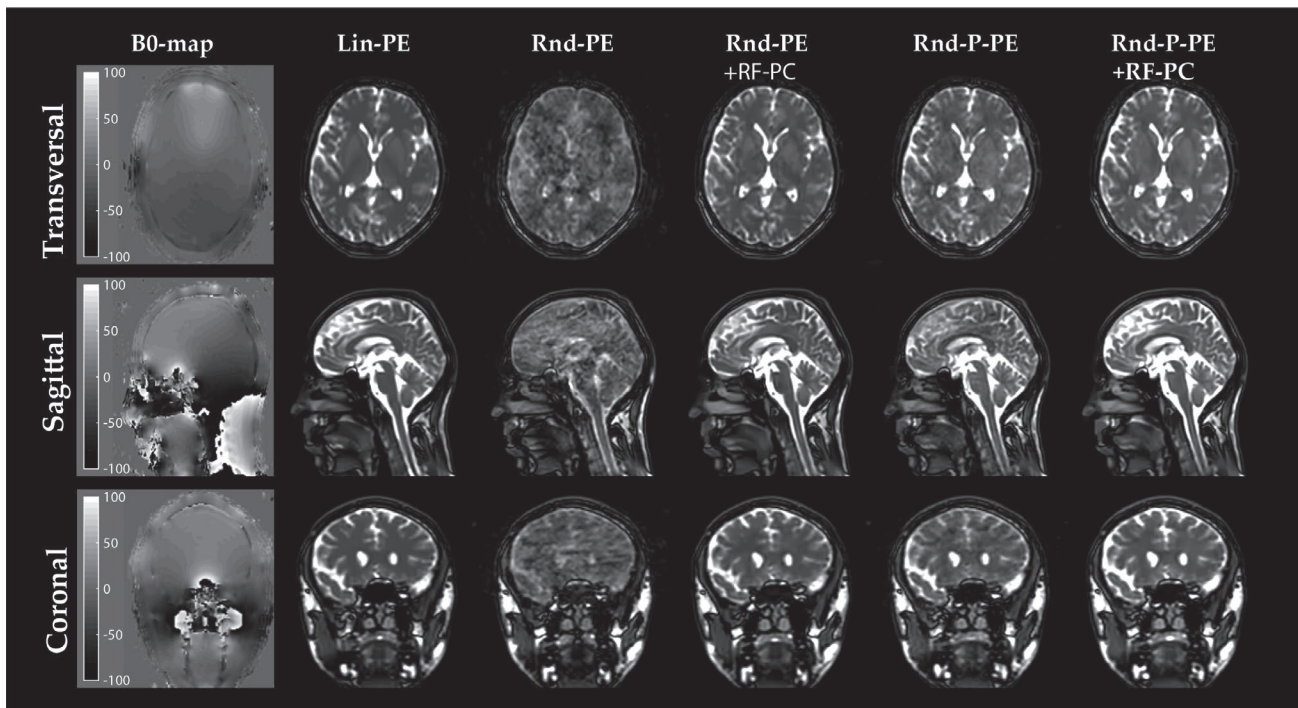 B0-map
Lin-PE
Rnd-PE
Rnd-PE
+RF-PC
Rnd-P-PE
Rnd-P-PE
+RF-PC
Transversal
100
50
0
-50
-100
Sagittal
100
50
0
-50
-100
Coronal
100
50
0
-50
-100